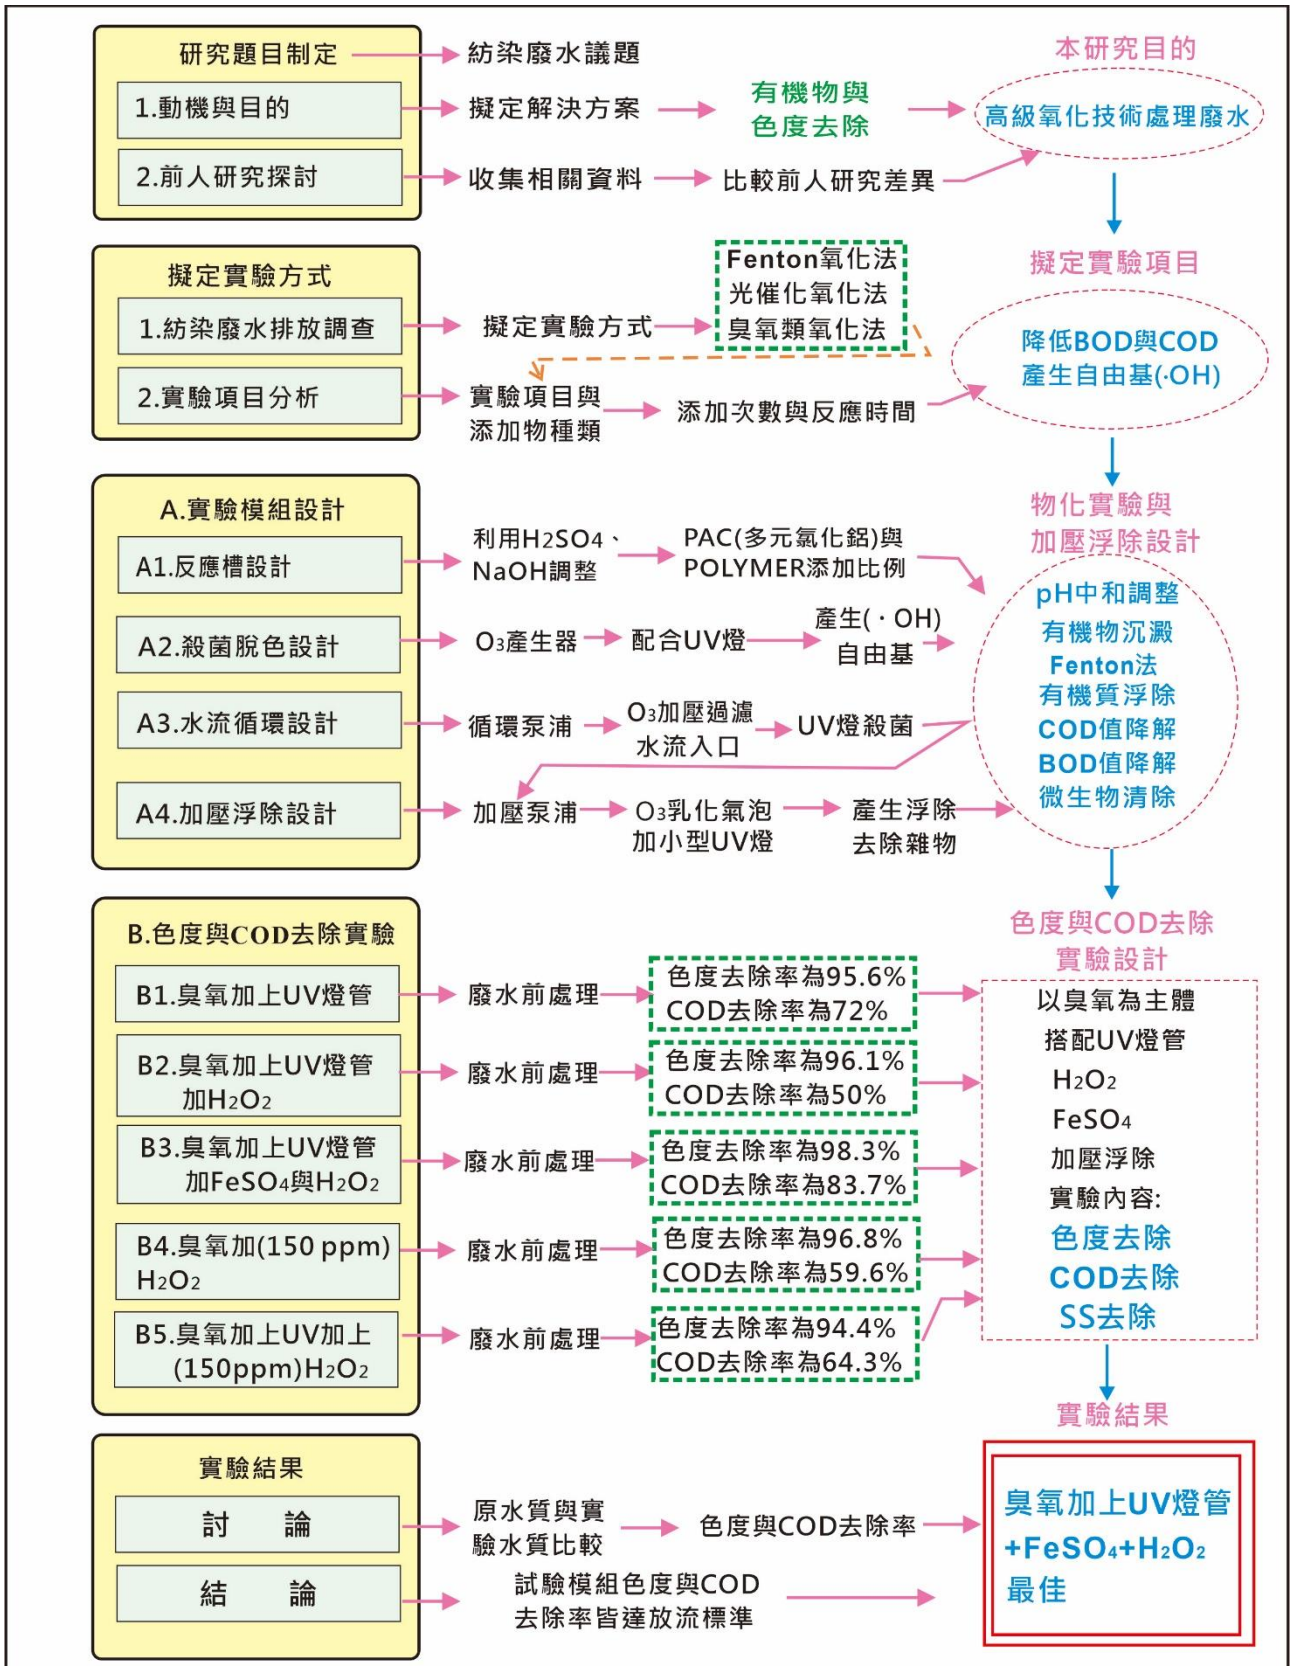 研究題目制定
紡染廢水議題
本研究目的
1.動機與目的
擬定解決方案
有機物與
色度去除
高級氧化技術處理廢水
2.前人研究探討
收集相關資料
比較前人研究差異
擬定實驗方式
1.紡染廢水排放調查
擬定實驗方式
Fenton氧化法
光催化氧化法
臭氧類氧化法
擬定實驗項目
降低BOD與COD
產生自由基(·OH)
2.實驗項目分析
實驗項目與
添加物種類
添加次數與反應時間
A.實驗模組設計
物化實驗與
加壓浮除設計
A1.反應槽設計
利用H2SO4、
NaOH調整
PAC(多元氯化鋁)與
POLYMER添加比例
A2.殺菌脫色設計
O3產生器
配合UV燈
產生(·OH)
自由基
A3.水流循環設計
循環泵浦
O3加壓過濾
水流入口
UV燈殺菌
A4.加壓浮除設計
加壓泵浦
O3乳化氣泡
加小型UV燈
產生浮除
去除雜物
pH中和調整
有機物沉澱
Fenton法
有機質浮除
COD值降解
BOD值降解
微生物清除
B.色度與COD去除實驗
色度與COD去除
實驗設計
B1.臭氧加上UV燈管
廢水前處理
色度去除率為95.6%
COD去除率為72%
B2.臭氧加上UV燈管
加H2O2
廢水前處理
色度去除率為96.1%
COD去除率為50%
B3.臭氧加上UV燈管
加FeSO4與H2O2
廢水前處理
色度去除率為98.3%
COD去除率為83.7%
B4.臭氧加(150 ppm)
H2O2
廢水前處理
色度去除率為96.8%
COD去除率為59.6%
B5.臭氧加上UV加上
(150ppm)H2O2
廢水前處理
色度去除率為94.4%
COD去除率為64.3%
以臭氧為主體
搭配UV燈管
H2O2
FeSO4
加壓浮除
實驗內容:
色度去除
COD去除
SS去除
實驗結果
實驗結果
討 論
原水質與實
驗水質比較
色度與COD去除率
結 論
試驗模組色度與COD
去除率皆達放流標準
臭氧加上UV燈管
+FeSO4+H2O2
最佳